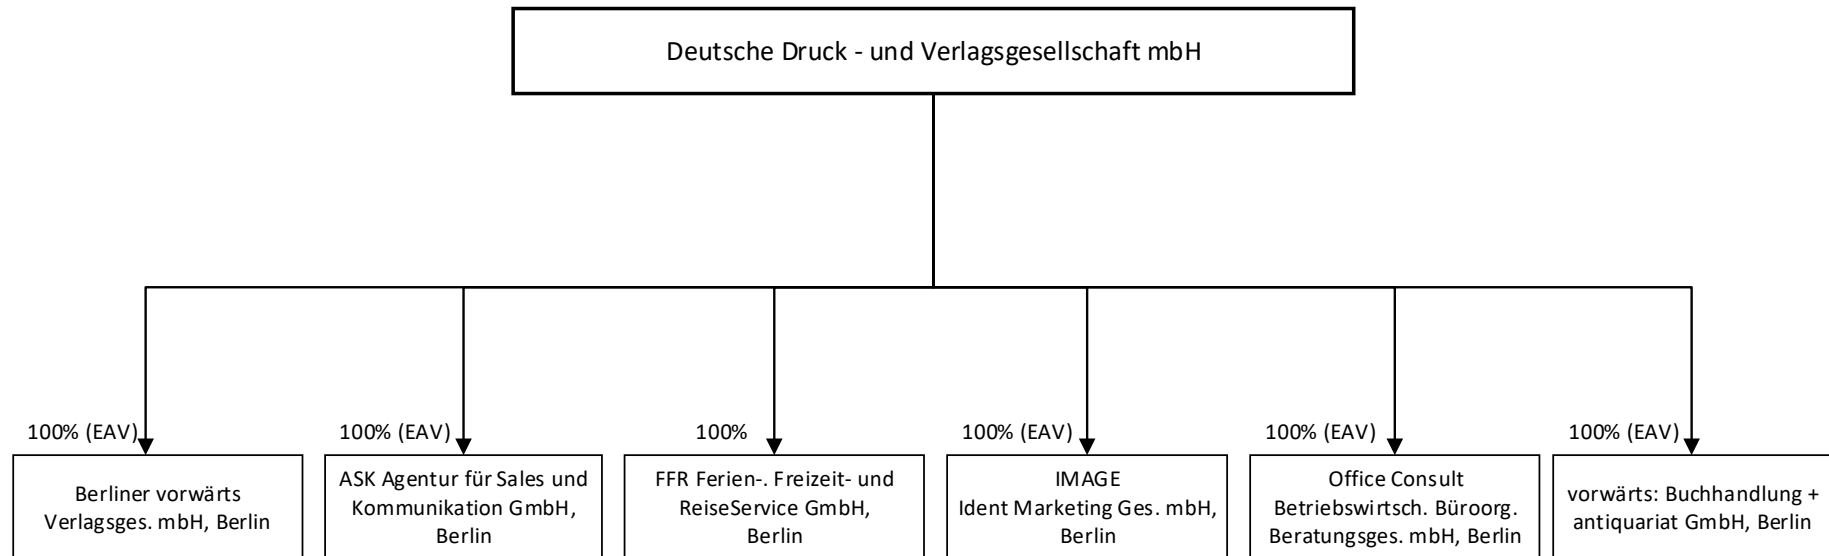 Deutsche Druck - und Verlagsgesellschaft mbH
100% (EAV)
Berliner vorwärts
Verlagsges. mbH, Berlin
100% (EAV)
ASK Agentur für Sales und
Kommunikation GmbH,
Berlin
100%
FFR Ferien-. Freizeit- und
ReiseService GmbH,
Berlin
100% (EAV)
IMAGE
Ident Marketing Ges. mbH,
Berlin
100% (EAV)
Office Consult
Betriebswirtsch. Büroorg.
Beratungsges. mbH, Berlin
100% (EAV)
vorwärts: Buchhandlung +
antiquariat GmbH, Berlin